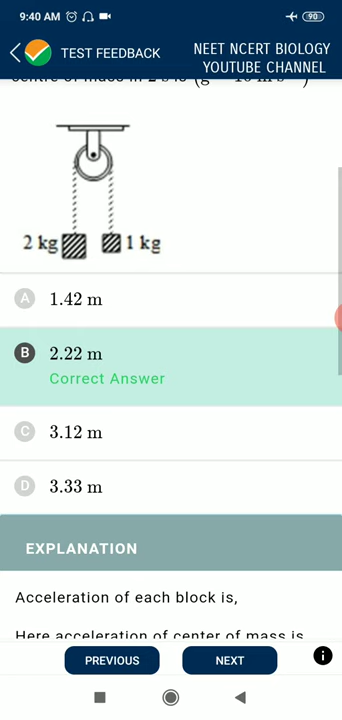 9:40 AM
90
TEST FEEDBACK
NEET NCERT BIOLOGY
YOUTUBE CHANNEL
2 kg
1 kg
A 1.42 m
B 2.22 m
Correct Answer
C 3.12 m
D 3.33 m
EXPLANATION
Acceleration of each block is,
Here acceleration of center of mass is
PREVIOUS
NEXT
i